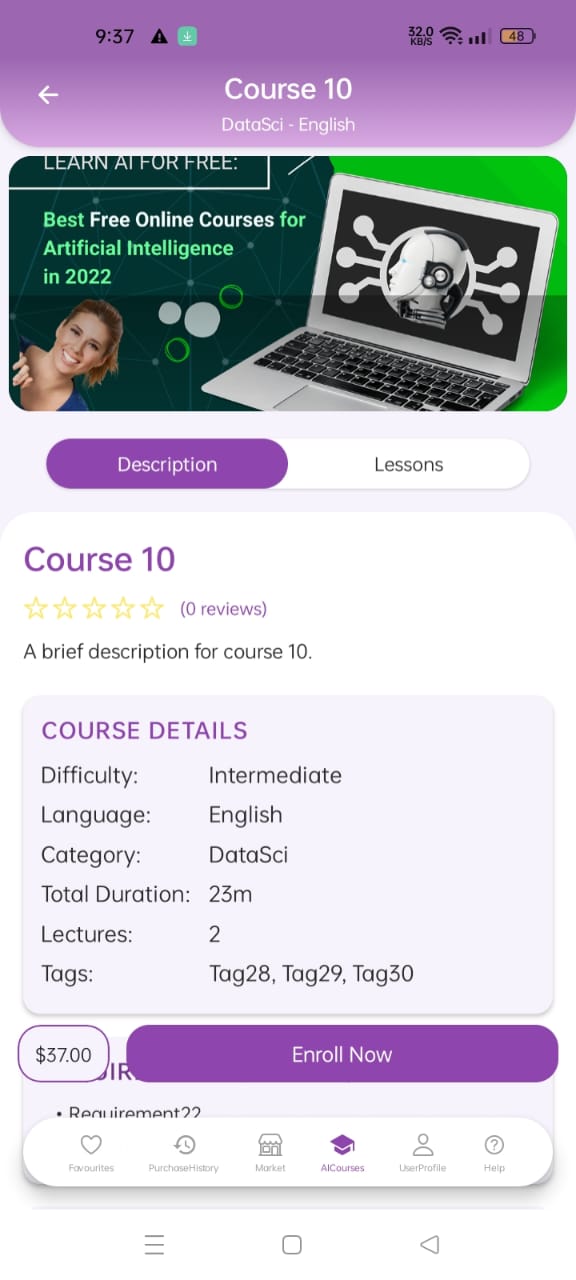 9:37
32.0
KB/S
48
Course 10
DataSci - English
LEARN AI FOR FREE:
Best Free Online Courses for
Artificial Intelligence
in 2022
Description
Lessons
Course 10
(0 reviews)
A brief description for course 10.
COURSE DETAILS
Difficulty: Intermediate
Language: English
Category: DataSci
Total Duration: 23m
Lectures: 2
Tags: Tag28, Tag29, Tag30
$37.00
Enroll Now
• Requirement22
Favourites
PurchaseHistory
Market
AICourses
UserProfile
Help